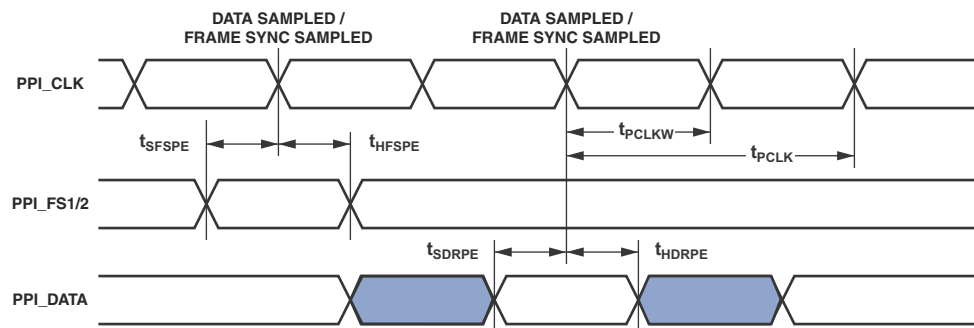 DATA SAMPLED /
FRAME SYNC SAMPLED
DATA SAMPLED /
FRAME SYNC SAMPLED
PPI_CLK
tSFSPE
tHFSPE
tPCLKW
tPCLK
PPI_FS1/2
tSDRPE
tHDRPE
PPI_DATA